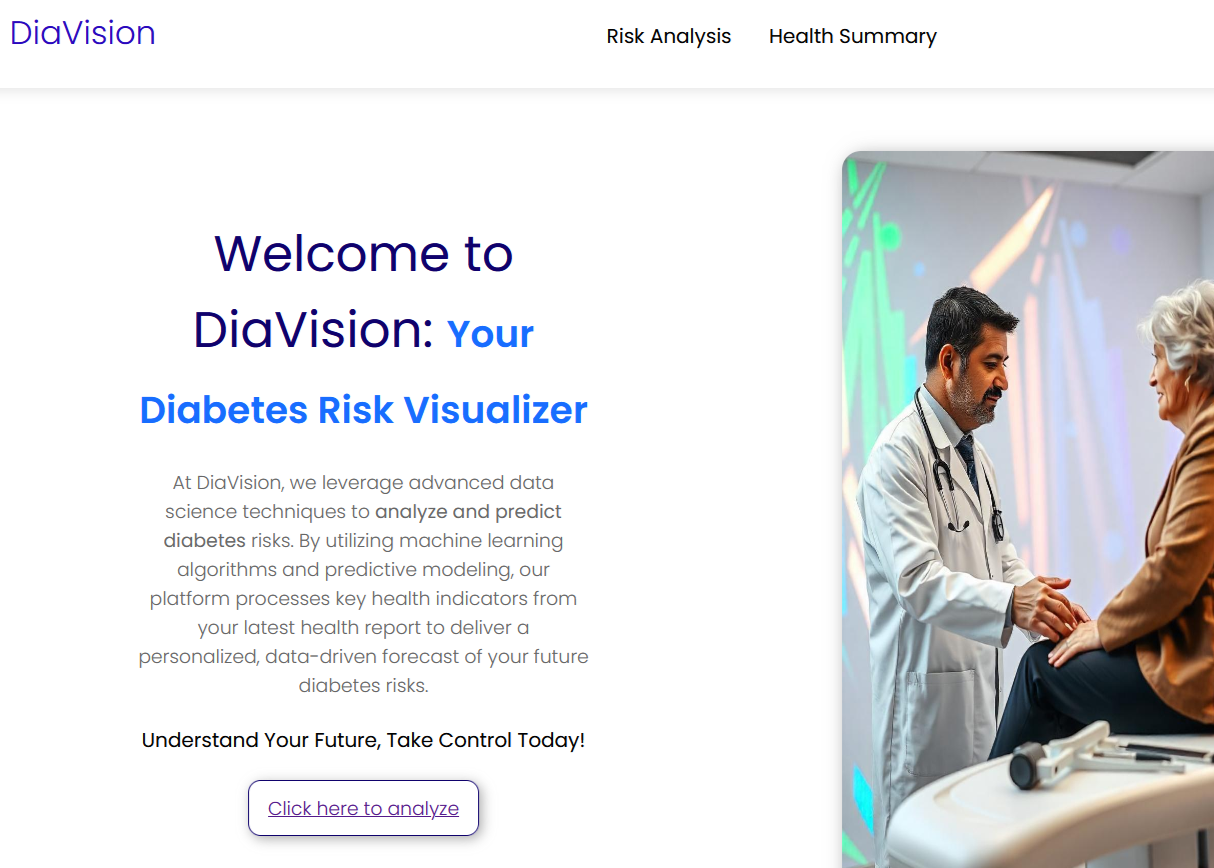 DiaVision
Risk Analysis
Health Summary
Welcome to
DiaVision: Your
Diabetes Risk Visualizer
At DiaVision, we leverage advanced data
science techniques to analyze and predict
diabetes risks. By utilizing machine learning
algorithms and predictive modeling, our
platform processes key health indicators from
your latest health report to deliver a
personalized, data-driven forecast of your future
diabetes risks.
Understand Your Future, Take Control Today!
Click here to analyze